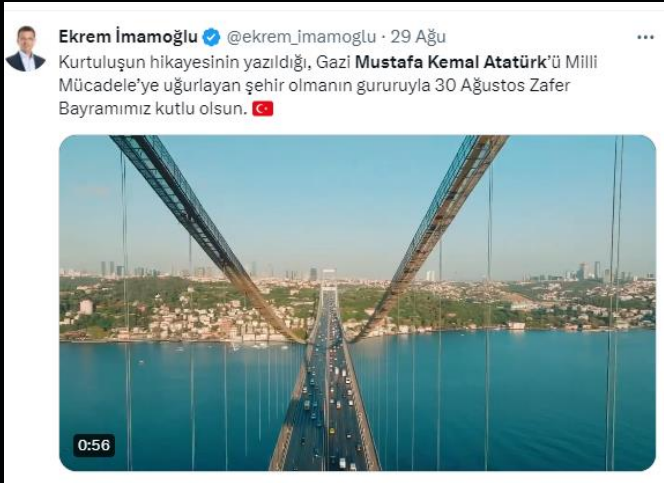 Ekrem İmamoğlu @ekrem_imamoglu · 29 Ağu
Kurtuluşun hikayesinin yazıldığı, Gazi Mustafa Kemal Atatürk'ü Milli
Mücadele'ye uğurlayan şehir olmanın gururuyla 30 Ağustos Zafer
Bayramımız kutlu olsun. 🇹🇷
0:56